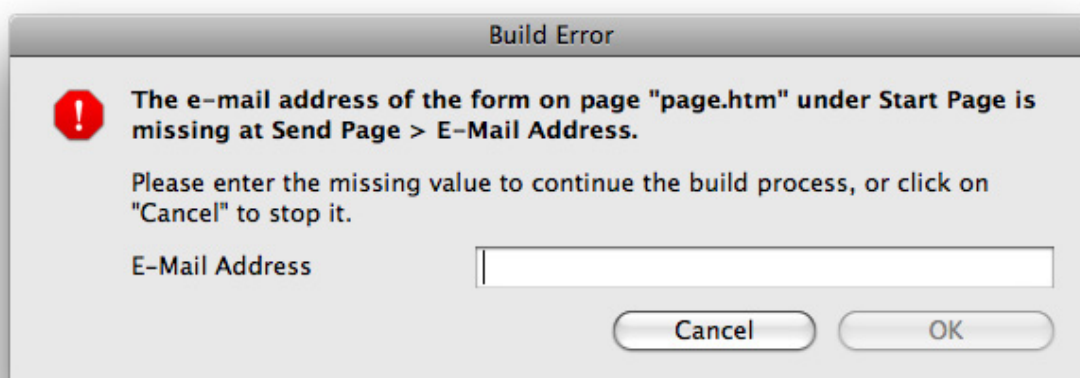 Build Error
The e-mail address of the form on page "page.htm" under Start Page is
missing at Send Page > E-Mail Address.
Please enter the missing value to continue the build process, or click on
"Cancel" to stop it.
E-Mail Address
Cancel OK